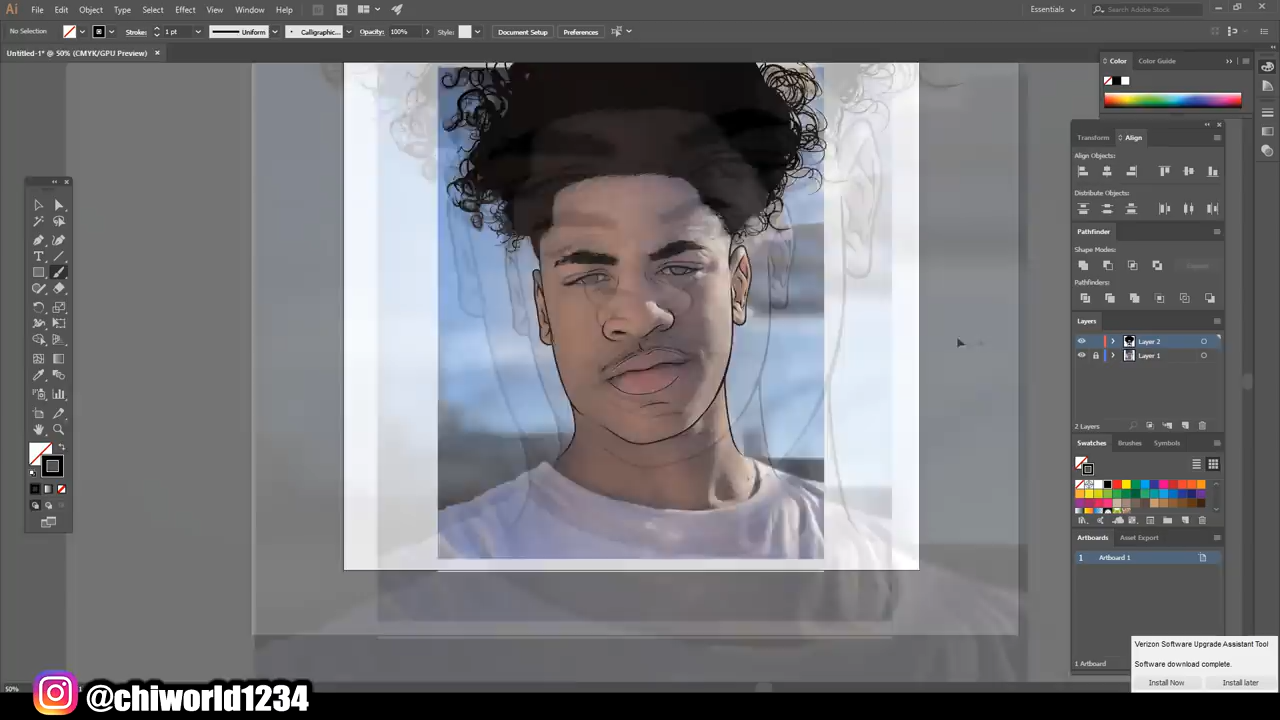 Ai File Edit Object Type Select Effect View Window Help Br St Essentials Search Adobe Stock
No Selection Stroke: 1 pt Uniform Calligraphic... Opacity: 100% Style: Document Setup Preferences
Untitled-1* @ 50% (CMYK/GPU Preview)
Color Color Guide
Transform Align
Align Objects:
Distribute Objects:
Pathfinder
Shape Modes:
Expand
Pathfinders:
Layers
Layer 2
Layer 1
2 Layers
Swatches Brushes Symbols
Artboards Asset Export
1 Artboard 1
1 Artboard
Verizon Software Upgrade Assistant Tool
Software download complete.
Install Now Install later
50%
@chiworld1234